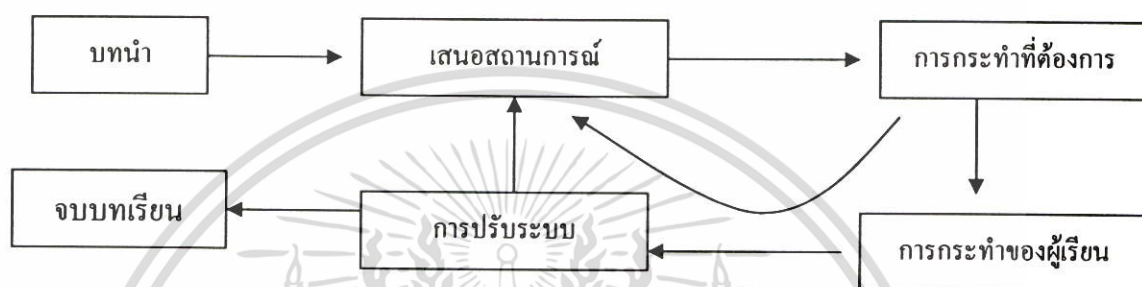 บทนำ
เสนอสถานการณ์
การกระทำที่ต้องการ
จบบทเรียน
การปรับระบบ
การกระทำของผู้เรียน